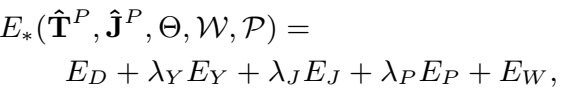 E_*(\hat{\mathbf{T}}^P, \hat{\mathbf{J}}^P, \Theta, \mathcal{W}, \mathcal{P}) =
E_D + \lambda_Y E_Y + \lambda_J E_J + \lambda_P E_P + E_W,